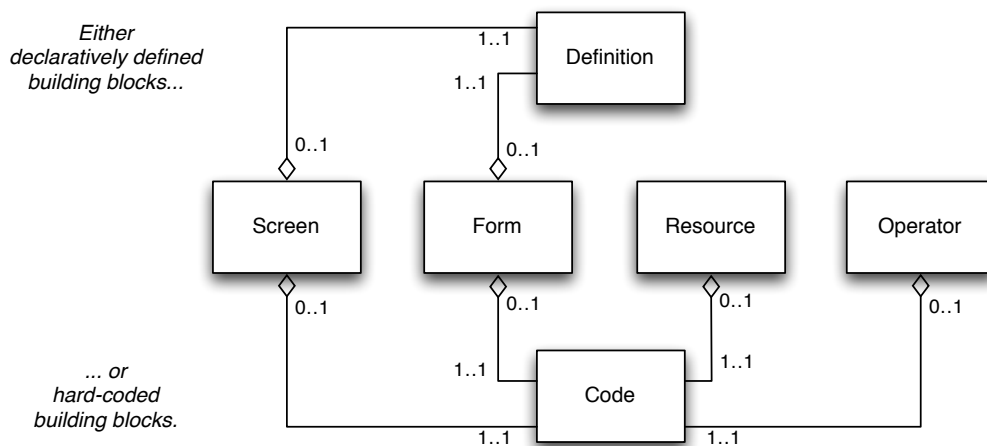 Either
declaratively defined
building blocks...
1..1
Definition
1..1
0..1
0..1
Screen
Form
Resource
Operator
0..1
0..1
0..1
0..1
1..1
1..1
Code
... or
hard-coded
building blocks.
1..1
1..1